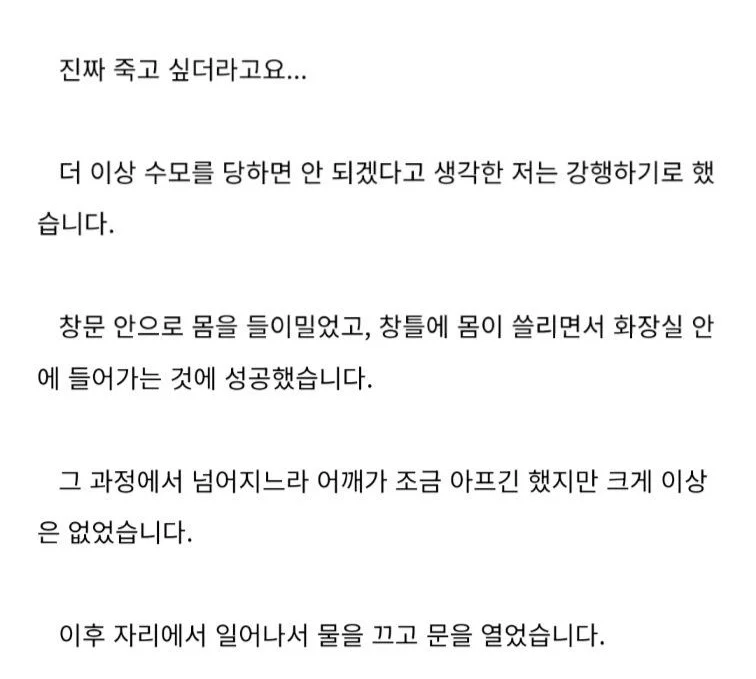 진짜 죽고 싶더라고요...
더 이상 수모를 당하면 안 되겠다고 생각한 저는 강행하기로 했
습니다.
창문 안으로 몸을 들이밀었고, 창틀에 몸이 쓸리면서 화장실 안
에 들어가는 것에 성공했습니다.
그 과정에서 넘어지느라 어깨가 조금 아프긴 했지만 크게 이상
은 없었습니다.
이후 자리에서 일어나서 물을 끄고 문을 열었습니다.